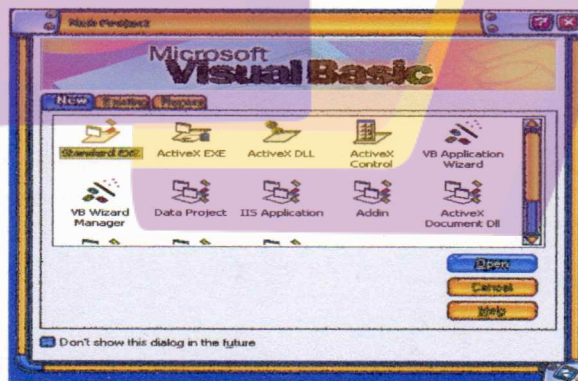 New Project
Microsoft
Visual Basic
New Existing Recent
Standard EXE ActiveX EXE ActiveX DLL ActiveX Control VB Application Wizard
VB Wizard Manager Data Project IIS Application Addin ActiveX Document Dll
Open
Cancel
Help
Don't show this dialog in the future